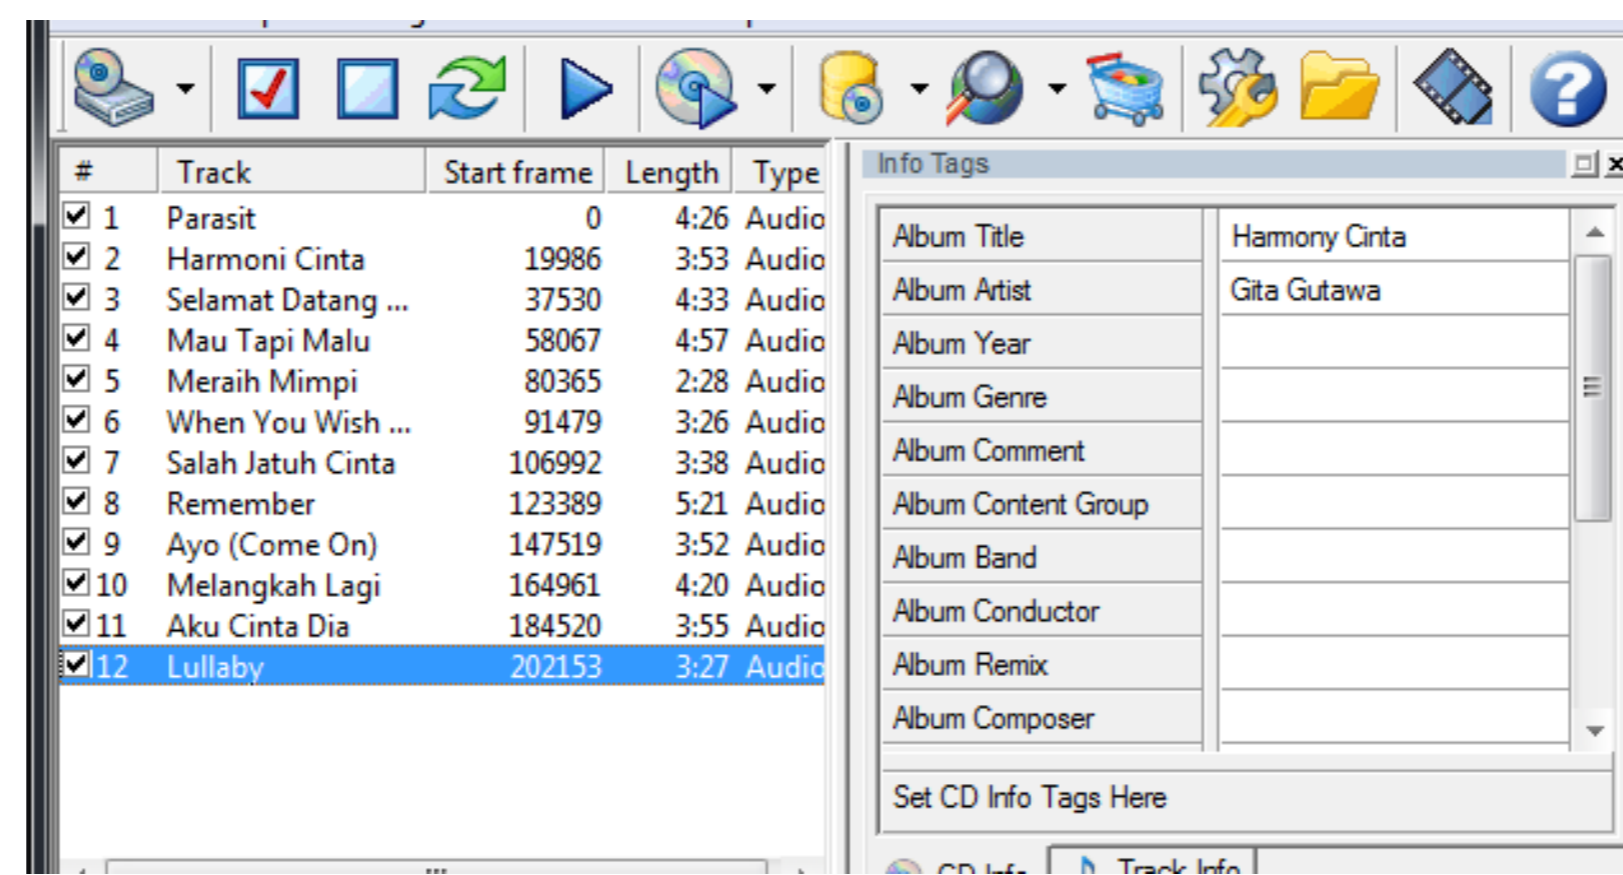 # Track Start frame Length Type
1 Parasit 0 4:26 Audio
2 Harmoni Cinta 19986 3:53 Audio
3 Selamat Datang ... 37530 4:33 Audio
4 Mau Tapi Malu 58067 4:57 Audio
5 Meraih Mimpi 80365 2:28 Audio
6 When You Wish ... 91479 3:26 Audio
7 Salah Jatuh Cinta 106992 3:38 Audio
8 Remember 123389 5:21 Audio
9 Ayo (Come On) 147519 3:52 Audio
10 Melangkah Lagi 164961 4:20 Audio
11 Aku Cinta Dia 184520 3:55 Audio
12 Lullaby 202153 3:27 Audio
Info Tags
Album Title Harmony Cinta
Album Artist Gita Gutawa
Album Year
Album Genre
Album Comment
Album Content Group
Album Band
Album Conductor
Album Remix
Album Composer
Set CD Info Tags Here
CD Info Track Info